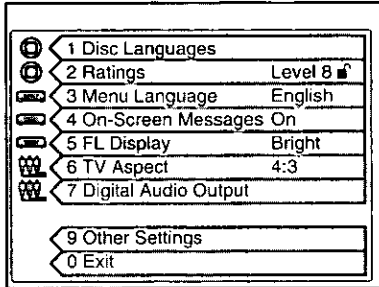 1 Disc Languages
2 Ratings Level 8
3 Menu Language English
4 On-Screen Messages On
5 FL Display Bright
6 TV Aspect 4:3
7 Digital Audio Output
9 Other Settings
0 Exit